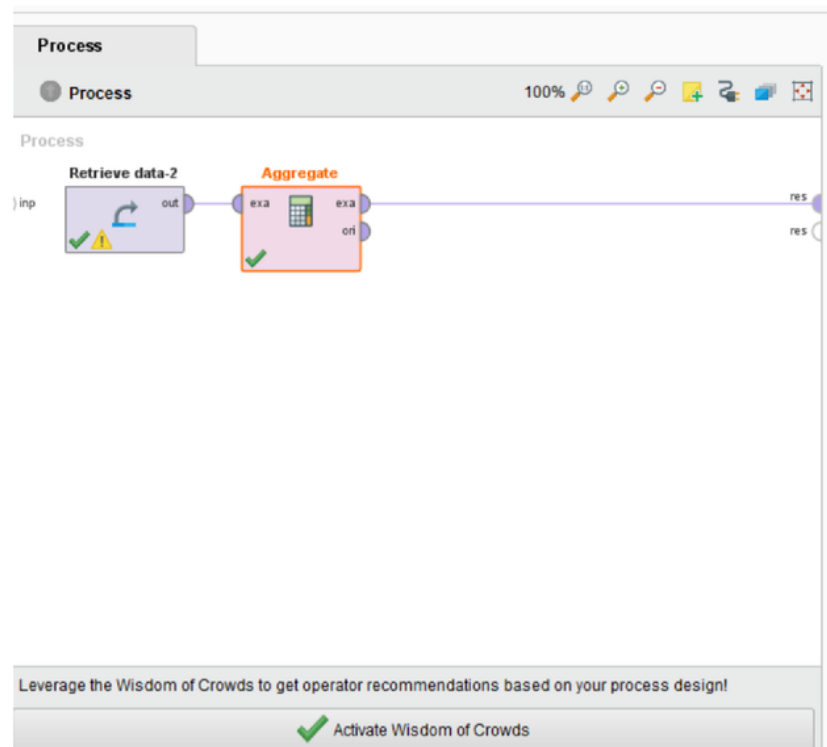 Process
Process
100%
Process
Retrieve data-2
Aggregate
inp
out
exa
exa
res
ori
res
Leverage the Wisdom of Crowds to get operator recommendations based on your process design!
Activate Wisdom of Crowds